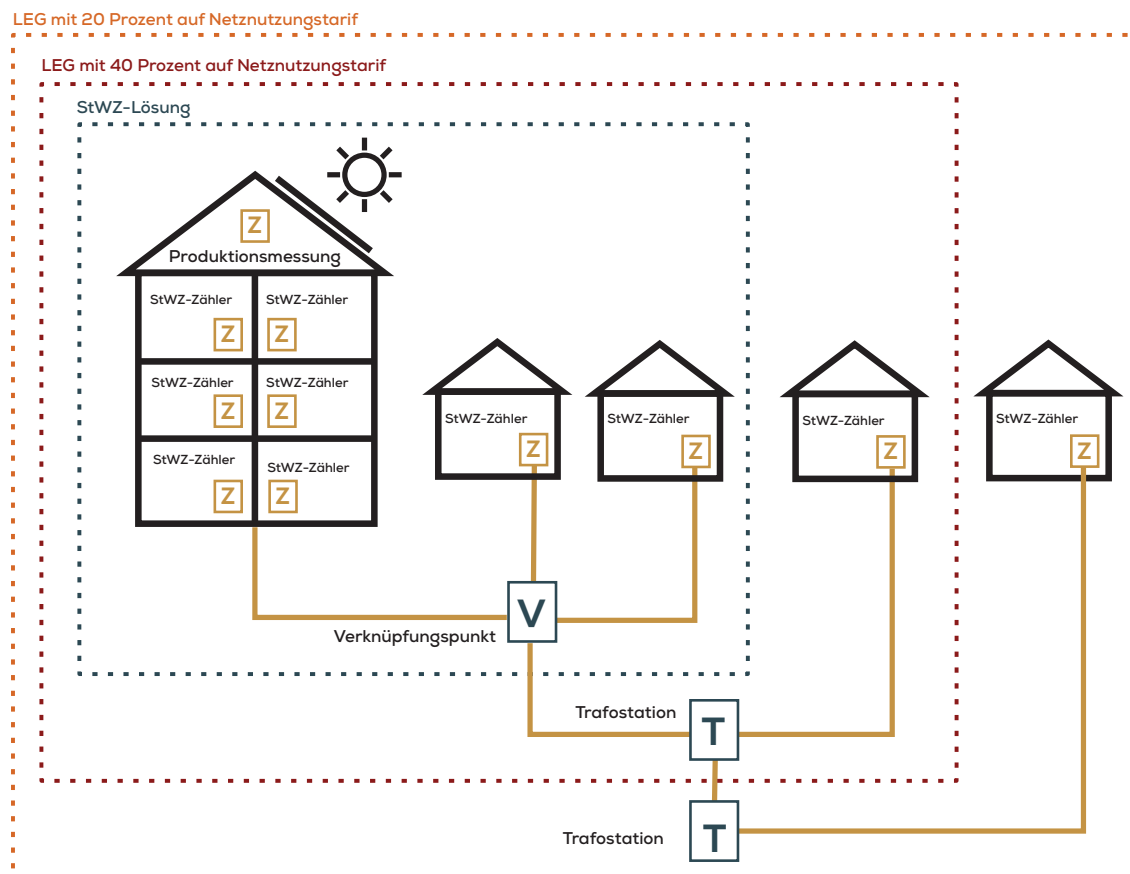 LEG mit 20 Prozent auf Netznutzungstarif
LEG mit 40 Prozent auf Netznutzungstarif
StWZ-Lösung
Z
Produktionsmessung
StWZ-Zähler
Z
StWZ-Zähler
Z
StWZ-Zähler
Z
StWZ-Zähler
Z
StWZ-Zähler
Z
StWZ-Zähler
Z
StWZ-Zähler
Z
StWZ-Zähler
Z
StWZ-Zähler
Z
StWZ-Zähler
Z
V
Verknüpfungspunkt
Trafostation
T
Trafostation
T